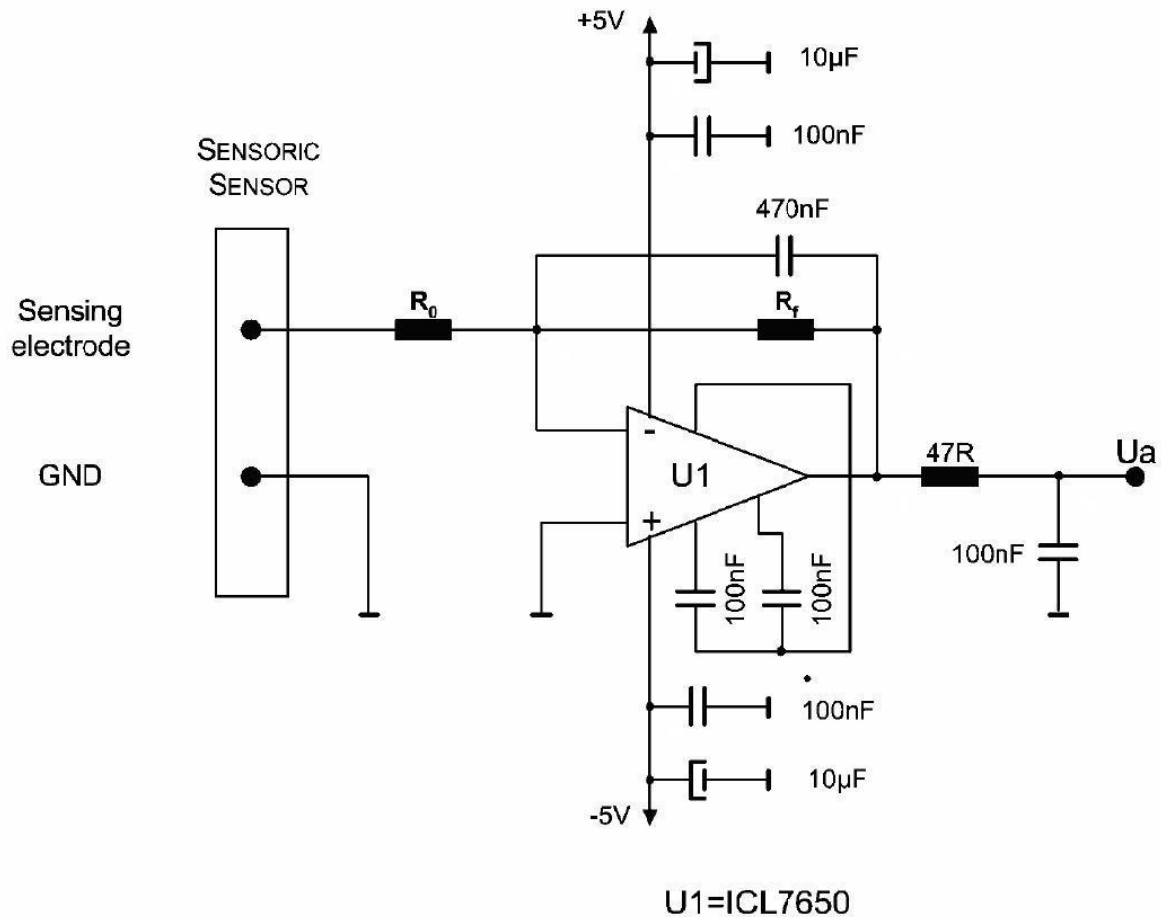 +5V
10µF
100nF
SENSORIC
SENSOR
470nF
Sensing
electrode
R0
Rf
-
U1
+
GND
47R
Ua
100nF
100nF
100nF
100nF
10µF
-5V
U1=ICL7650